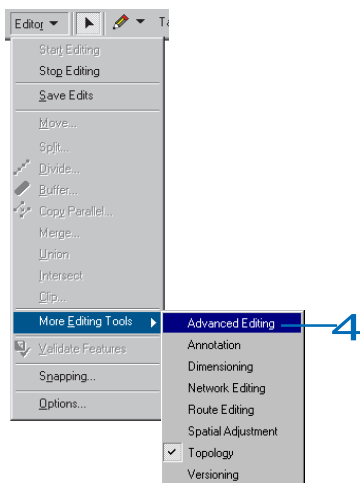 Editor
Start Editing
Stop Editing
Save Edits
Move...
Split...
Divide...
Buffer...
Copy Parallel...
Merge...
Union
Intersect
Clip...
More Editing Tools
Advanced Editing 4
Annotation
Dimensioning
Network Editing
Route Editing
Spatial Adjustment
Topology
Versioning
Validate Features
Snapping...
Options...